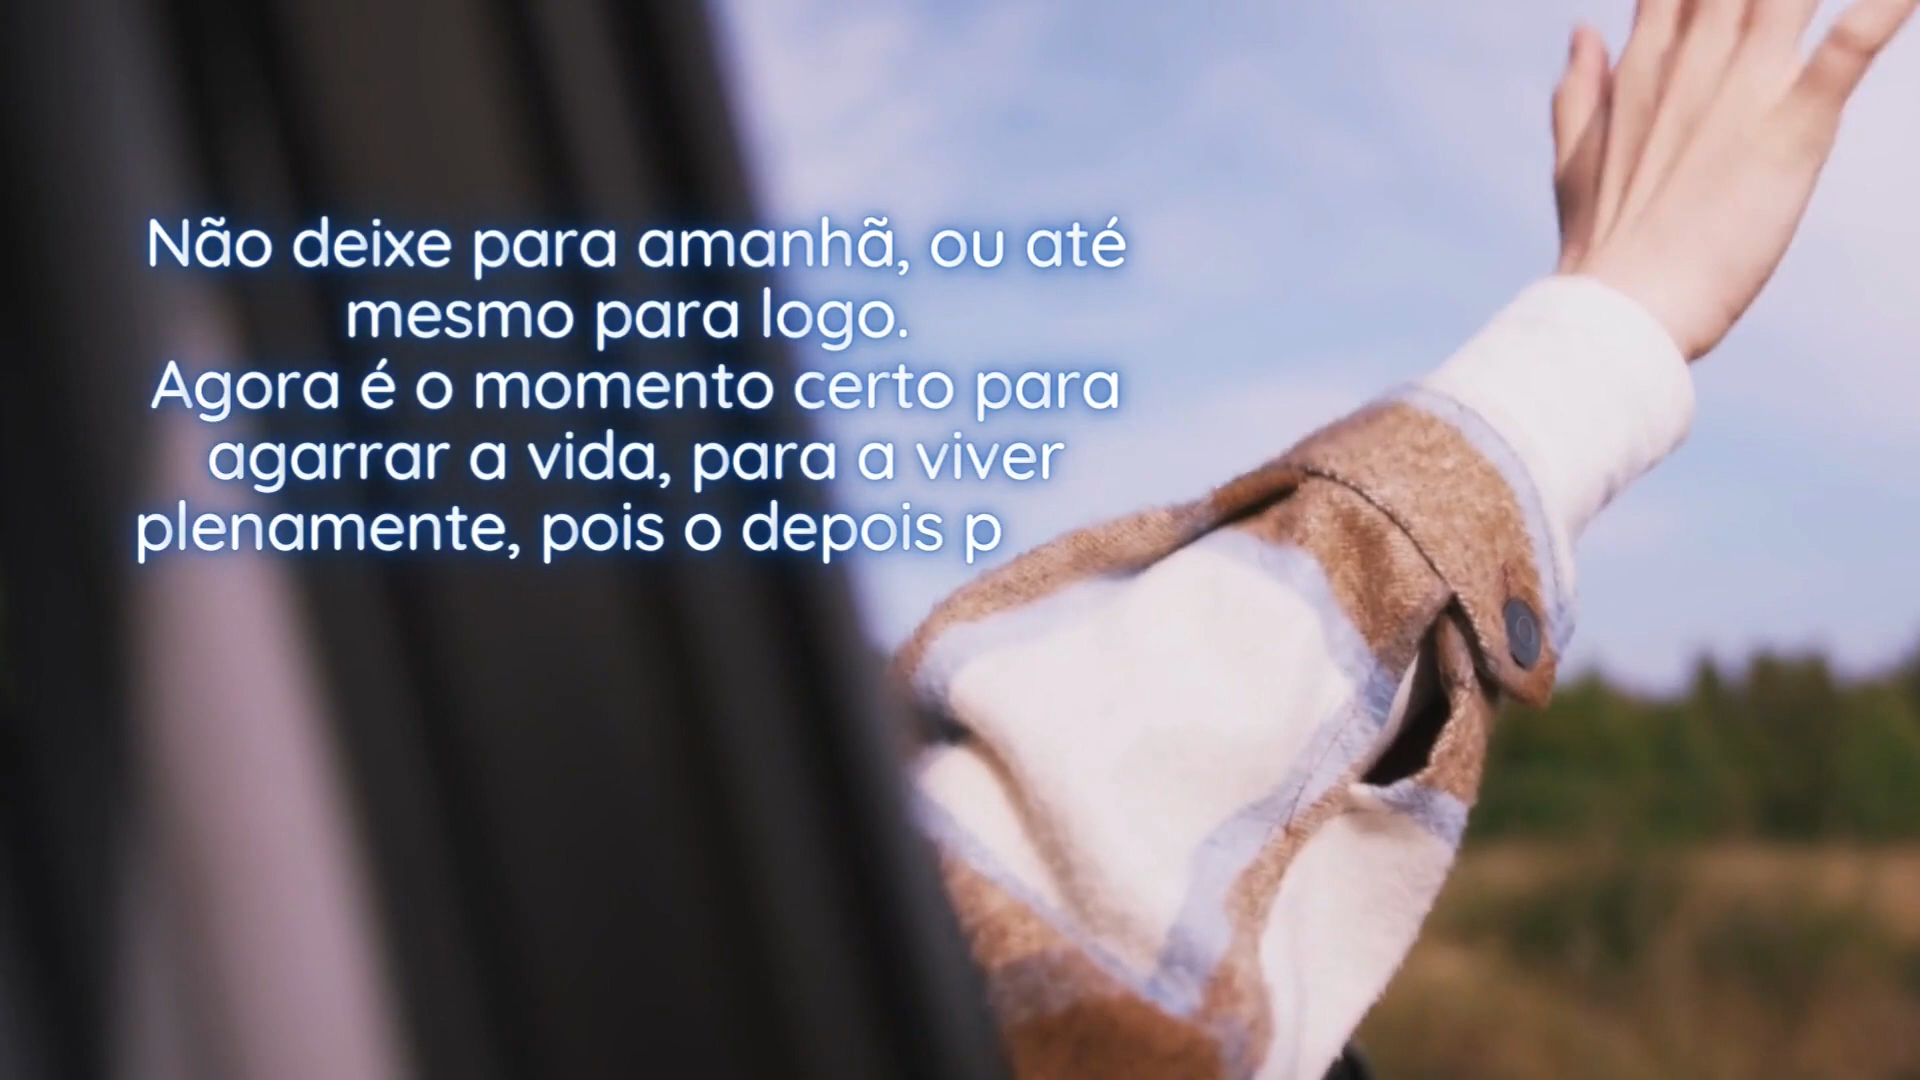 Não deixe para amanhã, ou até
mesmo para logo.
Agora é o momento certo para
agarrar a vida, para a viver
plenamente, pois o depois p